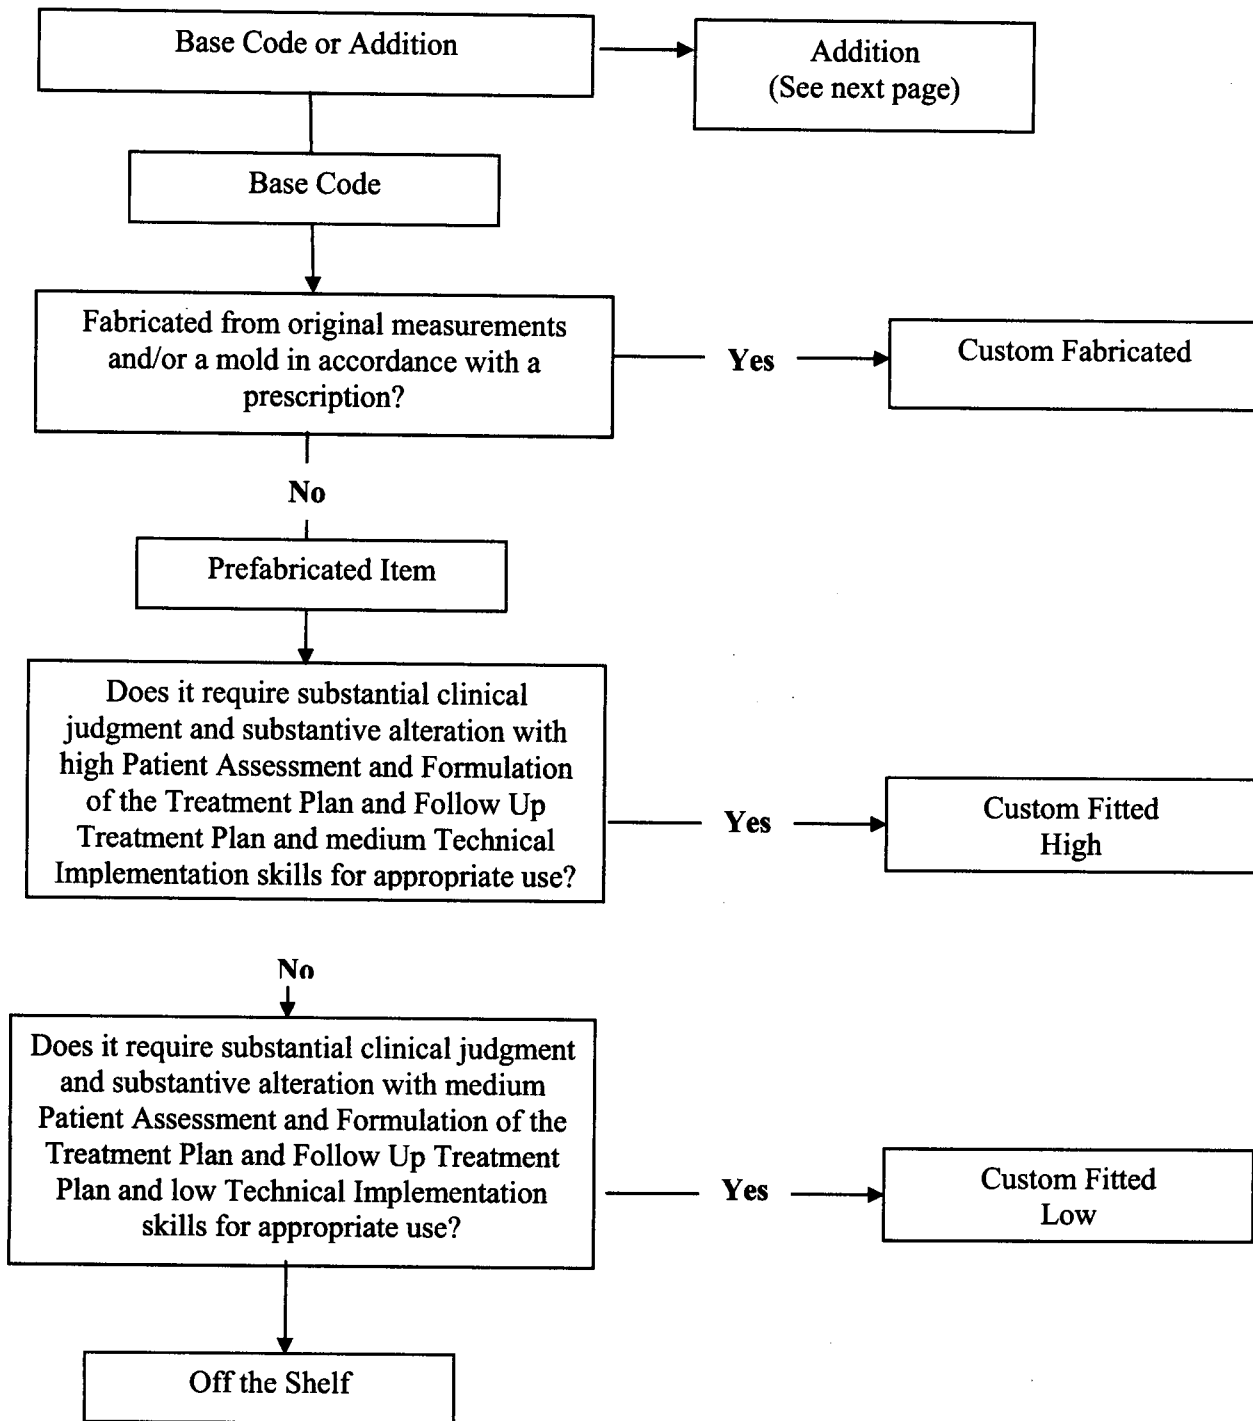 Base Code or Addition
Addition
(See next page)
Base Code
Fabricated from original measurements
and/or a mold in accordance with a
prescription?
Yes
Custom Fabricated
No
Prefabricated Item
Does it require substantial clinical
judgment and substantive alteration with
high Patient Assessment and Formulation
of the Treatment Plan and Follow Up
Treatment Plan and medium Technical
Implementation skills for appropriate use?
Yes
Custom Fitted
High
No
Does it require substantial clinical judgment
and substantive alteration with medium
Patient Assessment and Formulation of the
Treatment Plan and Follow Up Treatment
Plan and low Technical Implementation
skills for appropriate use?
Yes
Custom Fitted
Low
Off the Shelf